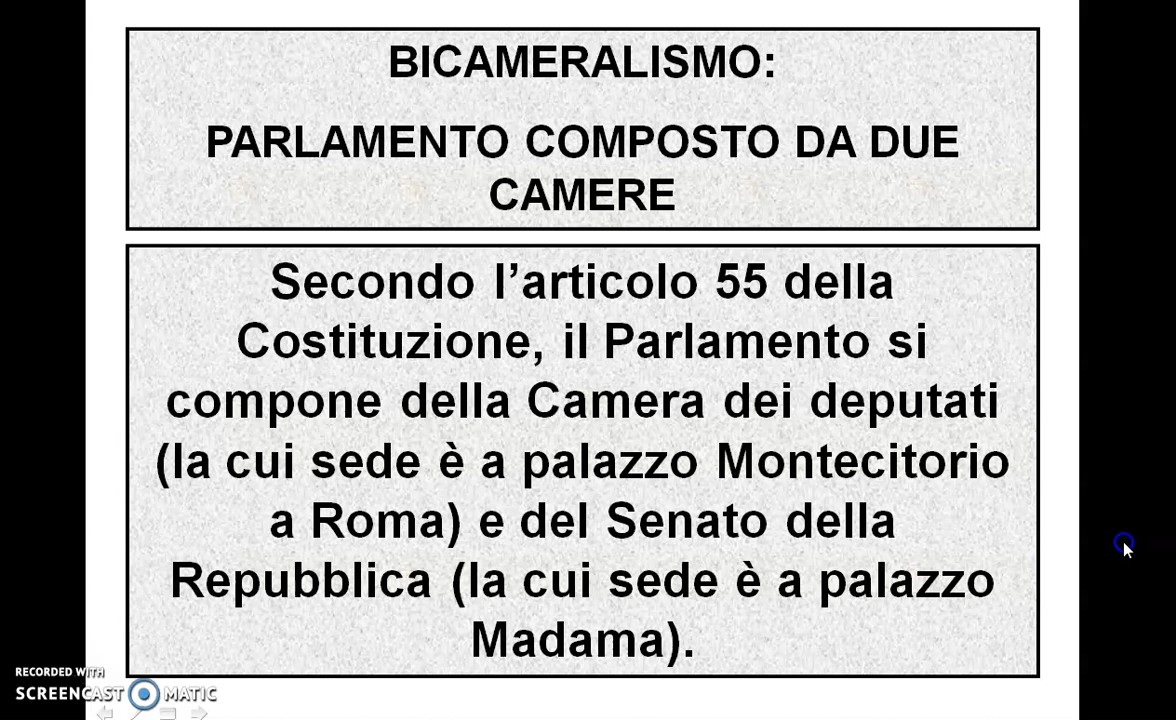 BICAMERALISMO:
PARLAMENTO COMPOSTO DA DUE
CAMERE
Secondo l’articolo 55 della
Costituzione, il Parlamento si
compone della Camera dei deputati
(la cui sede è a palazzo Montecitorio
a Roma) e del Senato della
Repubblica (la cui sede è a palazzo
Madama).
RECORDED WITH
SCREENCAST MATIC